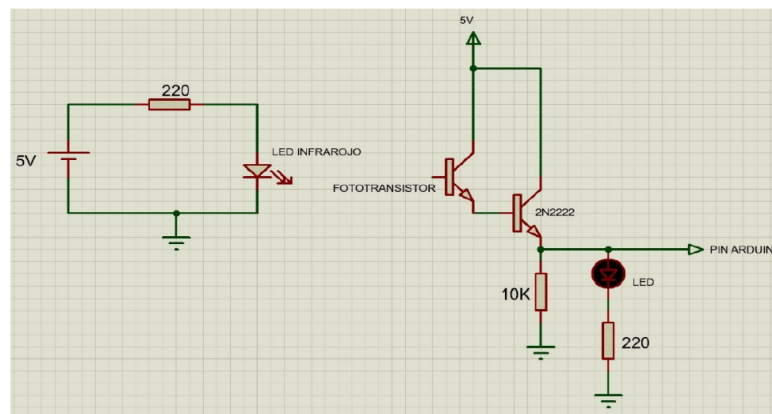 5V
220
5V
LED INFRAROJO
FOTOTRANSISTOR
2N2222
PIN ARDUIN
10K
LED
220